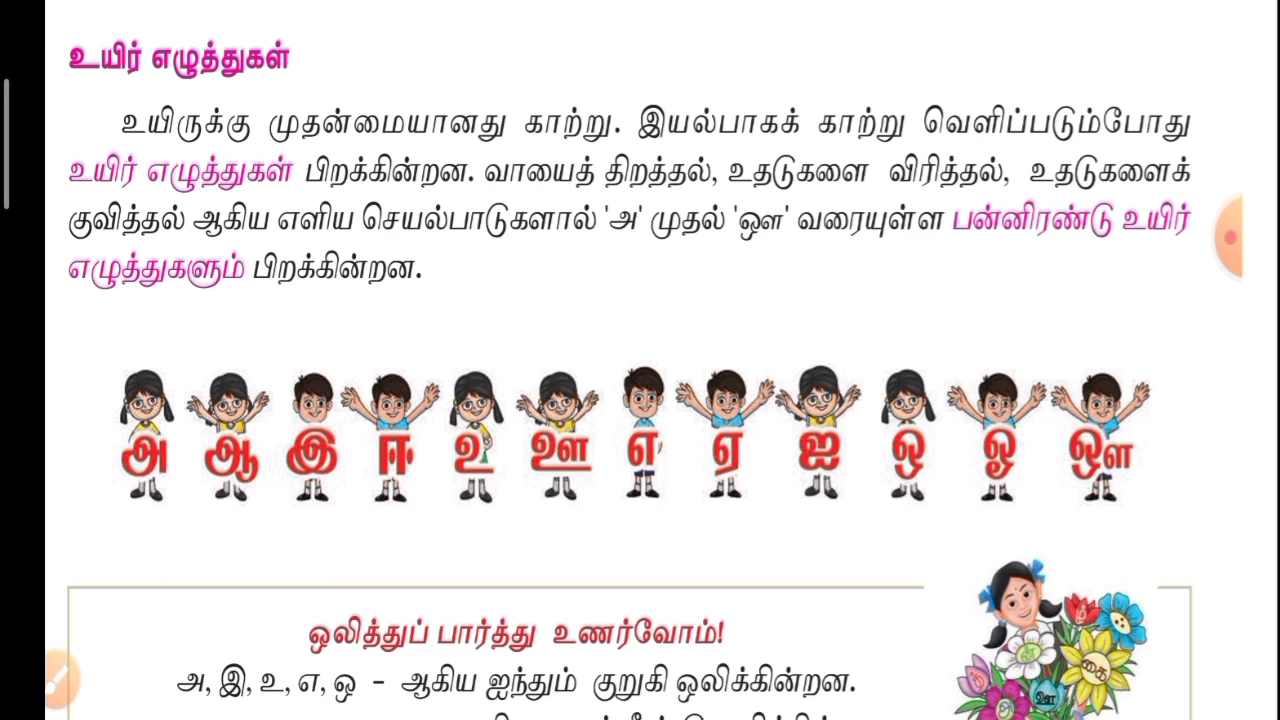 உயிர் எழுத்துகள்
உயிருக்கு முதன்மையானது காற்று. இயல்பாகக் காற்று வெளிப்படும்போது
உயிர் எழுத்துகள் பிறக்கின்றன. வாயைத் திறத்தல், உதடுகளை விரித்தல், உதடுகளைக்
குவித்தல் ஆகிய எளிய செயல்பாடுகளால் 'அ' முதல் 'ஔ' வரையுள்ள பன்னிரண்டு உயிர்
எழுத்துகளும் பிறக்கின்றன.
அ ஆ இ ஈ உ ஊ எ ஏ ஐ ஒ ஓ ஔ
ஒலித்துப் பார்த்து உணர்வோம்!
அ, இ, உ, எ, ஒ - ஆகிய ஐந்தும் குறுகி ஒலிக்கின்றன.
கை
ஊ